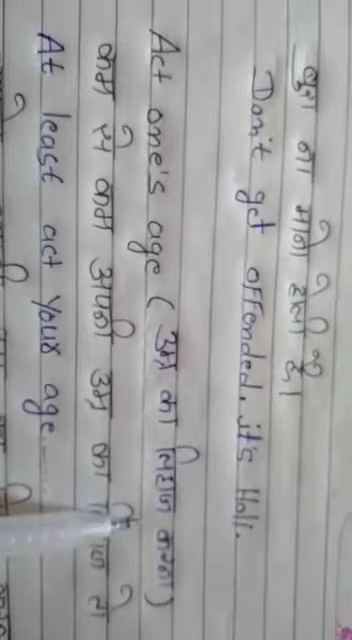 बुरा ना मानो होली है।
Don't get offended, it's Holi.
Act one's age ( उम्र का लिहाज करना )
कम से कम अपनी उम्र का
At least act your age.